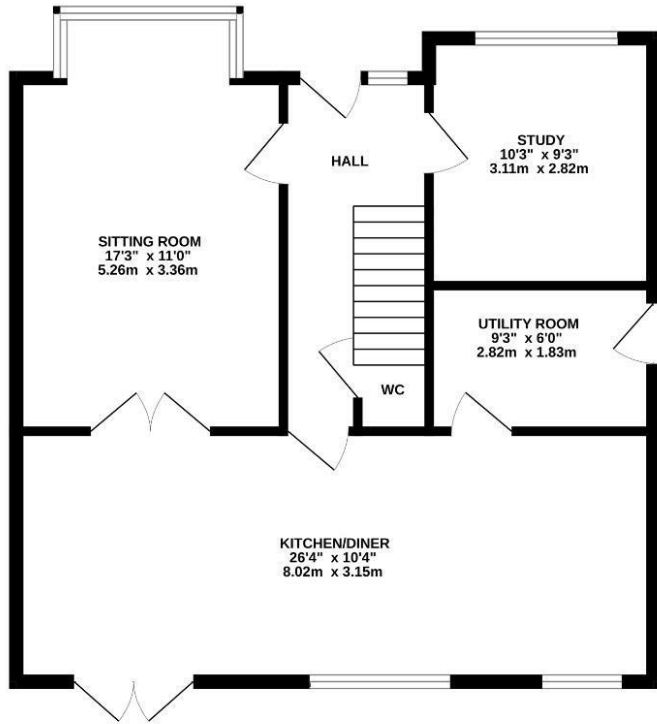 STUDY
10'3" x 9'3"
3.11m x 2.82m
HALL
SITTING ROOM
17'3" x 11'0"
5.26m x 3.36m
UTILITY ROOM
9'3" x 6'0"
2.82m x 1.83m
WC
KITCHEN/DINER
26'4" x 10'4"
8.02m x 3.15m